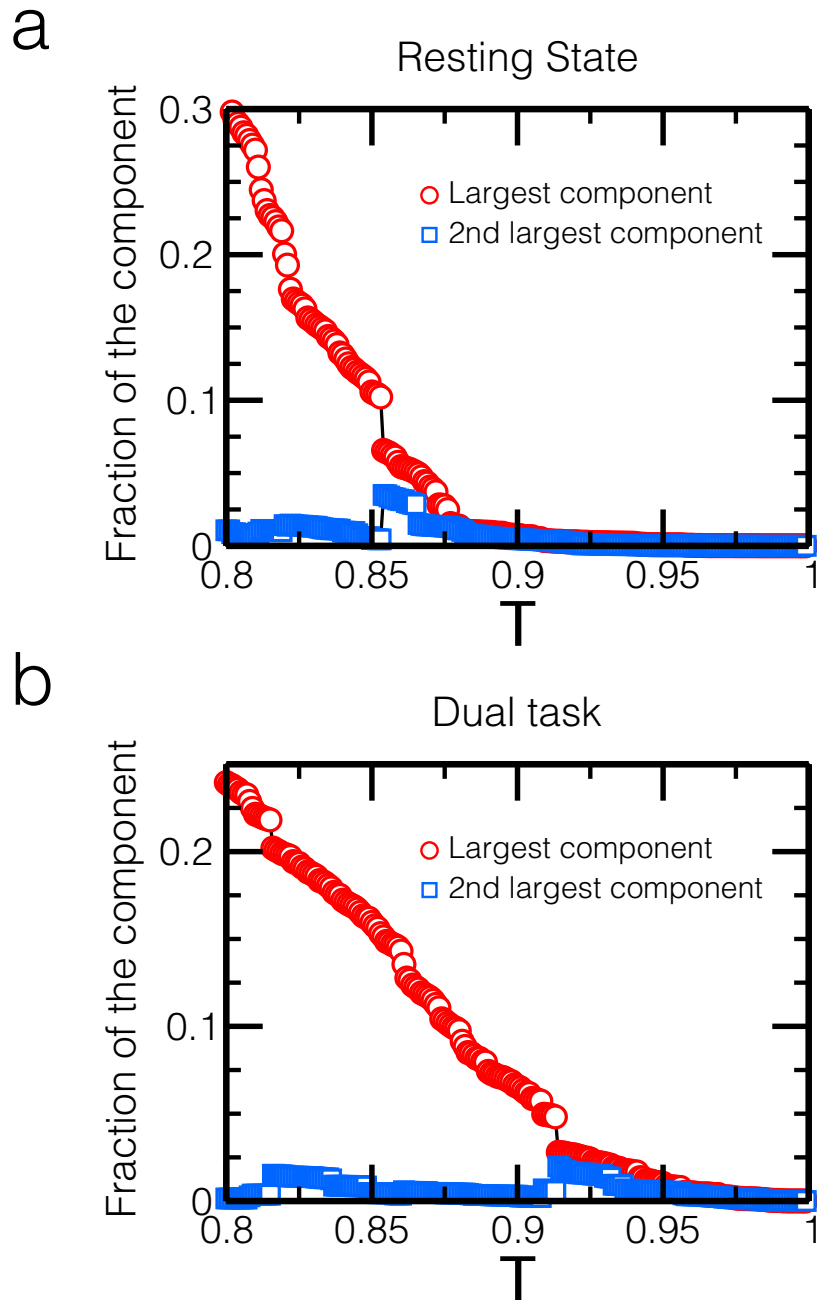 a
Resting State
Fraction of the component
0.3
0.2
0.1
0
Largest component
2nd largest component
0.8
0.85
0.9
0.95
1
T
b
Dual task
Fraction of the component
0.2
0.1
0
Largest component
2nd largest component
0.8
0.85
0.9
0.95
1
T